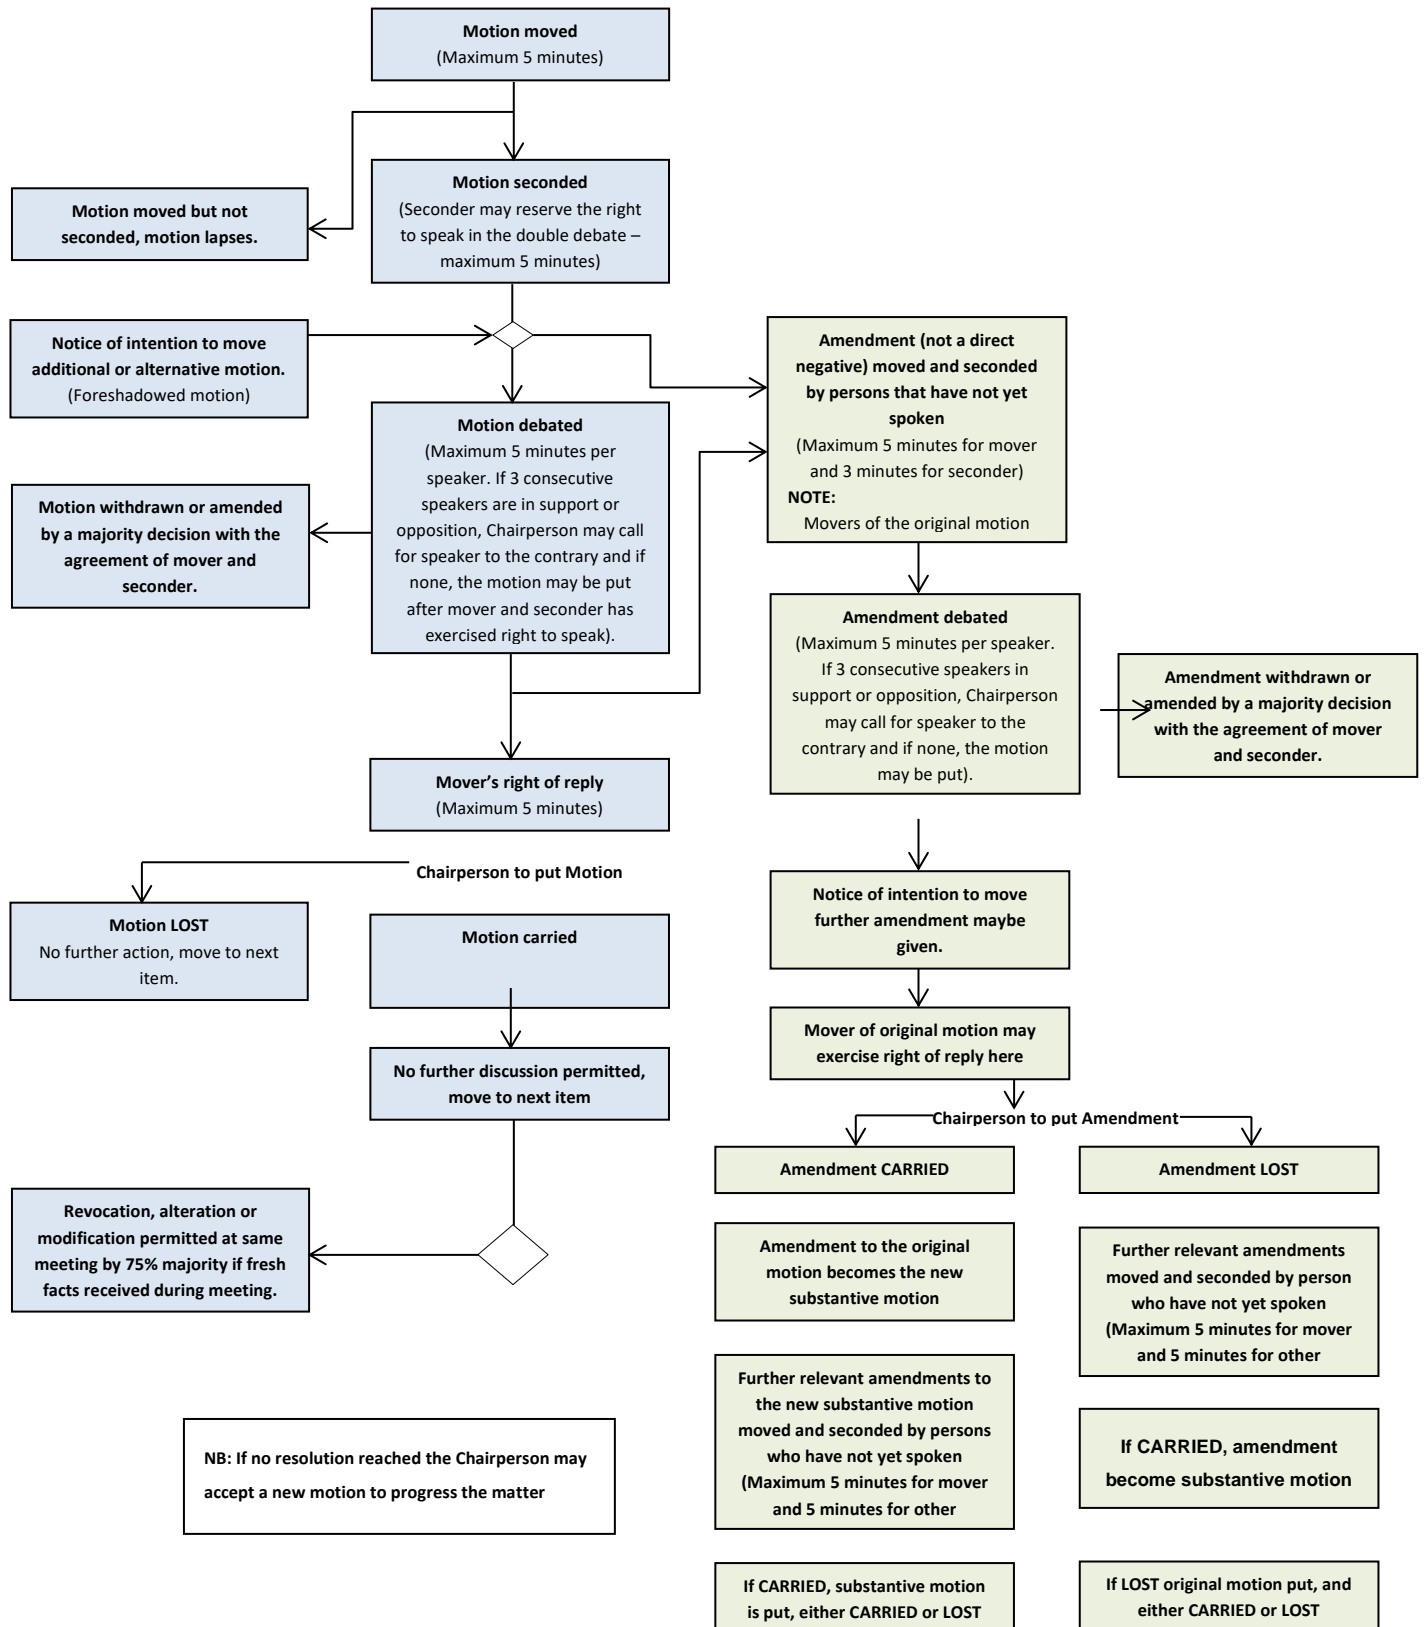 Motion moved
(Maximum 5 minutes)
Motion seconded
(Seconder may reserve the right
to speak in the double debate –
maximum 5 minutes)
Motion moved but not
seconded, motion lapses.
Notice of intention to move
additional or alternative motion.
(Foreshadowed motion)
Motion debated
(Maximum 5 minutes per
speaker. If 3 consecutive
speakers are in support or
opposition, Chairperson may call
for speaker to the contrary and if
none, the motion may be put
after mover and seconder has
exercised right to speak).
Motion withdrawn or amended
by a majority decision with the
agreement of mover and
seconder.
Mover’s right of reply
(Maximum 5 minutes)
Chairperson to put Motion
Motion LOST
No further action, move to next
item.
Motion carried
No further discussion permitted,
move to next item
Revocation, alteration or
modification permitted at same
meeting by 75% majority if fresh
facts received during meeting.
NB: If no resolution reached the Chairperson may
accept a new motion to progress the matter
Amendment (not a direct
negative) moved and seconded
by persons that have not yet
spoken
(Maximum 5 minutes for mover
and 3 minutes for seconder)
NOTE:
Movers of the original motion
Amendment debated
(Maximum 5 minutes per speaker.
If 3 consecutive speakers in
support or opposition, Chairperson
may call for speaker to the
contrary and if none, the motion
may be put).
Amendment withdrawn or
amended by a majority decision
with the agreement of mover
and seconder.
Notice of intention to move
further amendment maybe
given.
Mover of original motion may
exercise right of reply here
Chairperson to put Amendment
Amendment CARRIED
Amendment to the original
motion becomes the new
substantive motion
Further relevant amendments to
the new substantive motion
moved and seconded by persons
who have not yet spoken
(Maximum 5 minutes for mover
and 5 minutes for other
If CARRIED, substantive motion
is put, either CARRIED or LOST
Amendment LOST
Further relevant amendments
moved and seconded by person
who have not yet spoken
(Maximum 5 minutes for mover
and 5 minutes for other
If CARRIED, amendment
become substantive motion
If LOST original motion put, and
either CARRIED or LOST